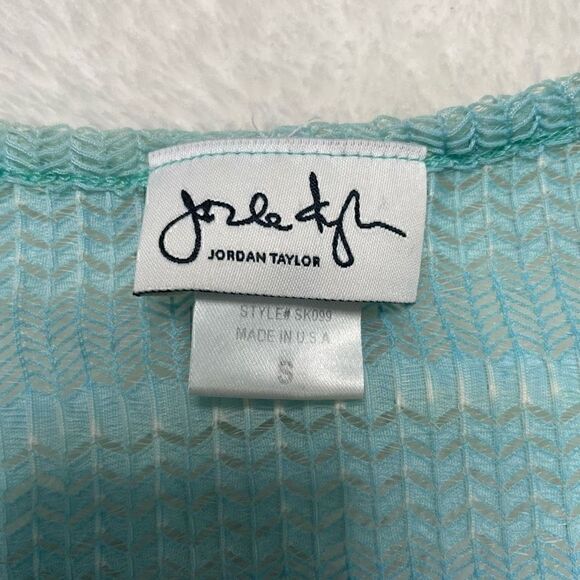 JORDAN TAYLOR
STYLE# SK099
MADE IN U S A
S